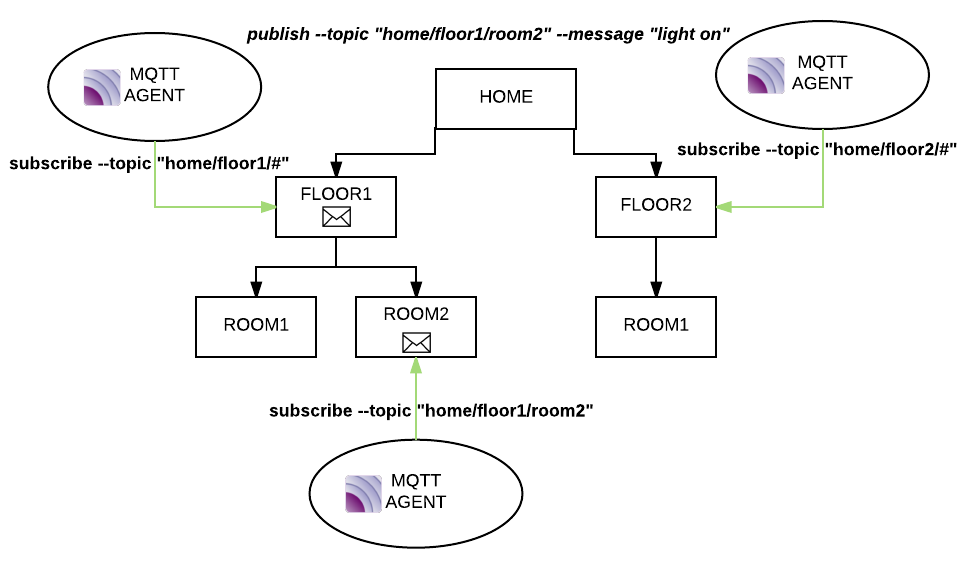 publish --topic "home/floor1/room2" --message "light on"
MQTT
AGENT
HOME
MQTT
AGENT
subscribe --topic "home/floor1/#"
subscribe --topic "home/floor2/#"
FLOOR1
FLOOR2
ROOM1
ROOM2
ROOM1
subscribe --topic "home/floor1/room2"
MQTT
AGENT